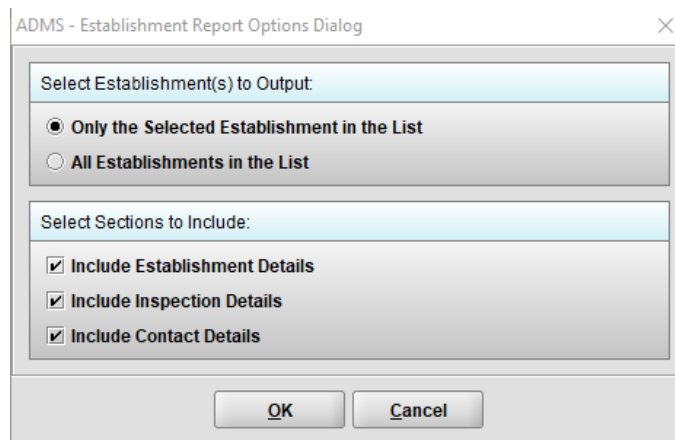 ADMS - Establishment Report Options Dialog
Select Establishment(s) to Output:
Only the Selected Establishment in the List
All Establishments in the List
Select Sections to Include:
Include Establishment Details
Include Inspection Details
Include Contact Details
OK Cancel